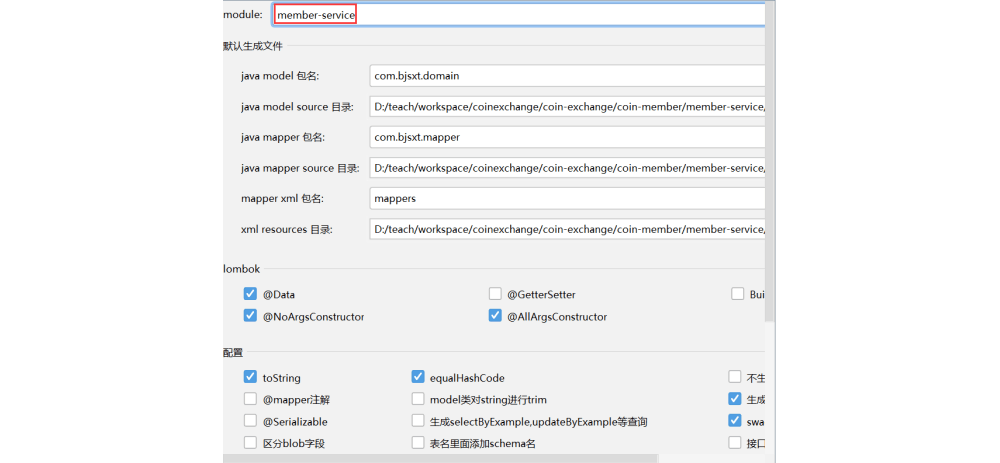 module: member-service
默认生成文件
java model 包名: com.bjsxt.domain
java model source 目录: D:/teach/workspace/coinexchange/coin-exchange/coin-member/member-service/
java mapper 包名: com.bjsxt.mapper
java mapper source 目录: D:/teach/workspace/coinexchange/coin-exchange/coin-member/member-service/
mapper xml 包名: mappers
xml resources 目录: D:/teach/workspace/coinexchange/coin-exchange/coin-member/member-service/
lombok
@Data @GetterSetter Bui
@NoArgsConstructor @AllArgsConstructor
配置
toString equalHashCode 不生
@mapper注解 model类对string进行trim 生成
@Serializable 生成selectByExample,updateByExample等查询 swa
区分blob字段 表名里面添加schema名 接口